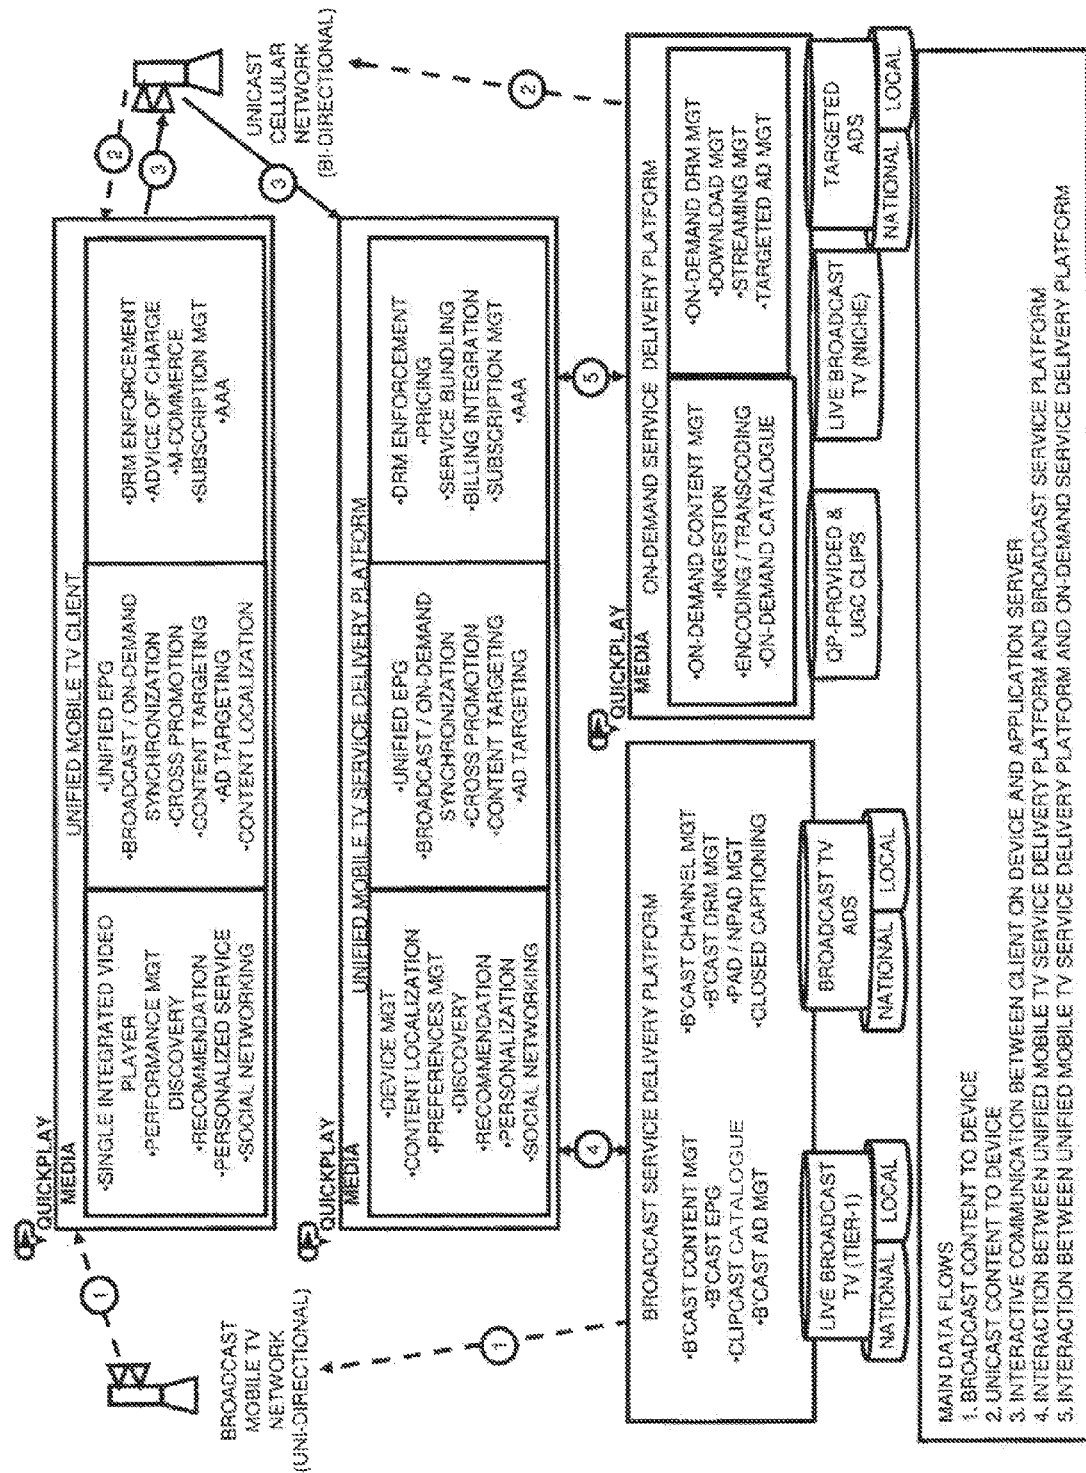 QUICKPLAY
MEDIA
UNIFIED MOBILE TV CLIENT
•SINGLE INTEGRATED VIDEO
PLAYER
•PERFORMANCE MGT
DISCOVERY
•RECOMMENDATION
•PERSONALIZED SERVICE
•SOCIAL NETWORKING
•UNIFIED EPG
•BROADCAST / ON-DEMAND
SYNCHRONIZATION
•CROSS PROMOTION
•CONTENT TARGETING
•AD TARGETING
•CONTENT LOCALIZATION
•DRM ENFORCEMENT
•ADVICE OF CHARGE
•M-COMMERCE
•SUBSCRIPTION MGT
•AAA
1
2
3
BROADCAST
MOBILE TV
NETWORK
(UNI-DIRECTIONAL)
UNICAST
CELLULAR
NETWORK
(BI-DIRECTIONAL)
3
QUICKPLAY
MEDIA
UNIFIED MOBILE TV SERVICE DELIVERY PLATFORM
•DEVICE MGT
•CONTENT LOCALIZATION
•PREFERENCES MGT
•DISCOVERY
•RECOMMENDATION
•PERSONALIZATION
•SOCIAL NETWORKING
•UNIFIED EPG
•BROADCAST / ON-DEMAND
SYNCHRONIZATION
•CROSS PROMOTION
•CONTENT TARGETING
•AD TARGETING
•DRM ENFORCEMENT
•PRICING
•SERVICE BUNDLING
•BILLING INTEGRATION
•SUBSCRIPTION MGT
•AAA
1
4
5
2
BROADCAST SERVICE DELIVERY PLATFORM
•B'CAST CONTENT MGT
•B'CAST EPG
•CLIPCAST CATALOGUE
•B'CAST AD MGT
•B'CAST CHANNEL MGT
•B'CAST DRM MGT
•PAD / NPAD MGT
•CLOSED CAPTIONING
LIVE BROADCAST
TV (TIER-1)
NATIONAL
LOCAL
BROADCAST TV
ADS
NATIONAL
LOCAL
QUICKPLAY
MEDIA
ON-DEMAND SERVICE DELIVERY PLATFORM
•ON-DEMAND CONTENT MGT
•INGESTION
•ENCODING / TRANSCODING
•ON-DEMAND CATALOGUE
•ON-DEMAND DRM MGT
•DOWNLOAD MGT
•STREAMING MGT
•TARGETED AD MGT
QP-PROVIDED &
UGC CLIPS
LIVE BROADCAST
TV (NICHE)
TARGETED
ADS
NATIONAL
LOCAL
MAIN DATA FLOWS
1. BROADCAST CONTENT TO DEVICE
2. UNICAST CONTENT TO DEVICE
3. INTERACTIVE COMMUNICATION BETWEEN CLIENT ON DEVICE AND APPLICATION SERVER
4. INTERACTION BETWEEN UNIFIED MOBILE TV SERVICE DELIVERY PLATFORM AND BROADCAST SERVICE PLATFORM
5. INTERACTION BETWEEN UNIFIED MOBILE TV SERVICE DELIVERY PLATFORM AND ON-DEMAND SERVICE DELIVERY PLATFORM